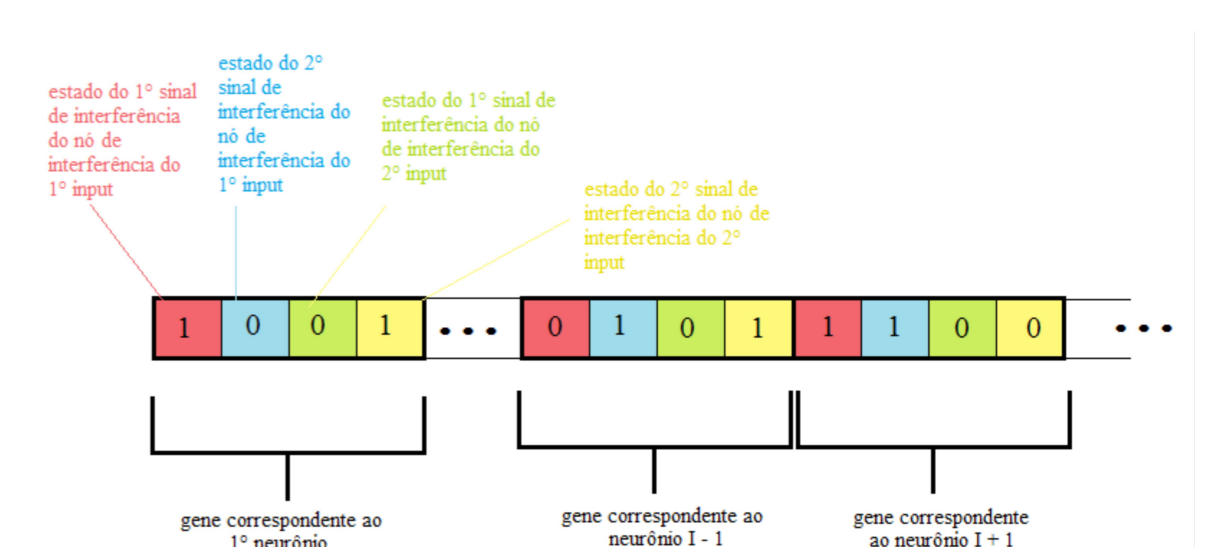 estado do 1° sinal
de interferência
do nó de
interferência do
1° input
estado do 2°
sinal de
interferência do
nó de
interferência do
1° input
estado do 1° sinal de
interferência do nó
de interferência do
2° input
estado do 2° sinal de
interferência do nó de
interferência do 2°
input
1 0 0 1 ... 0 1 0 1 1 1 0 0 ...
gene correspondente ao
1° neurônio
gene correspondente ao
neurônio I - 1
gene correspondente
ao neurônio I + 1